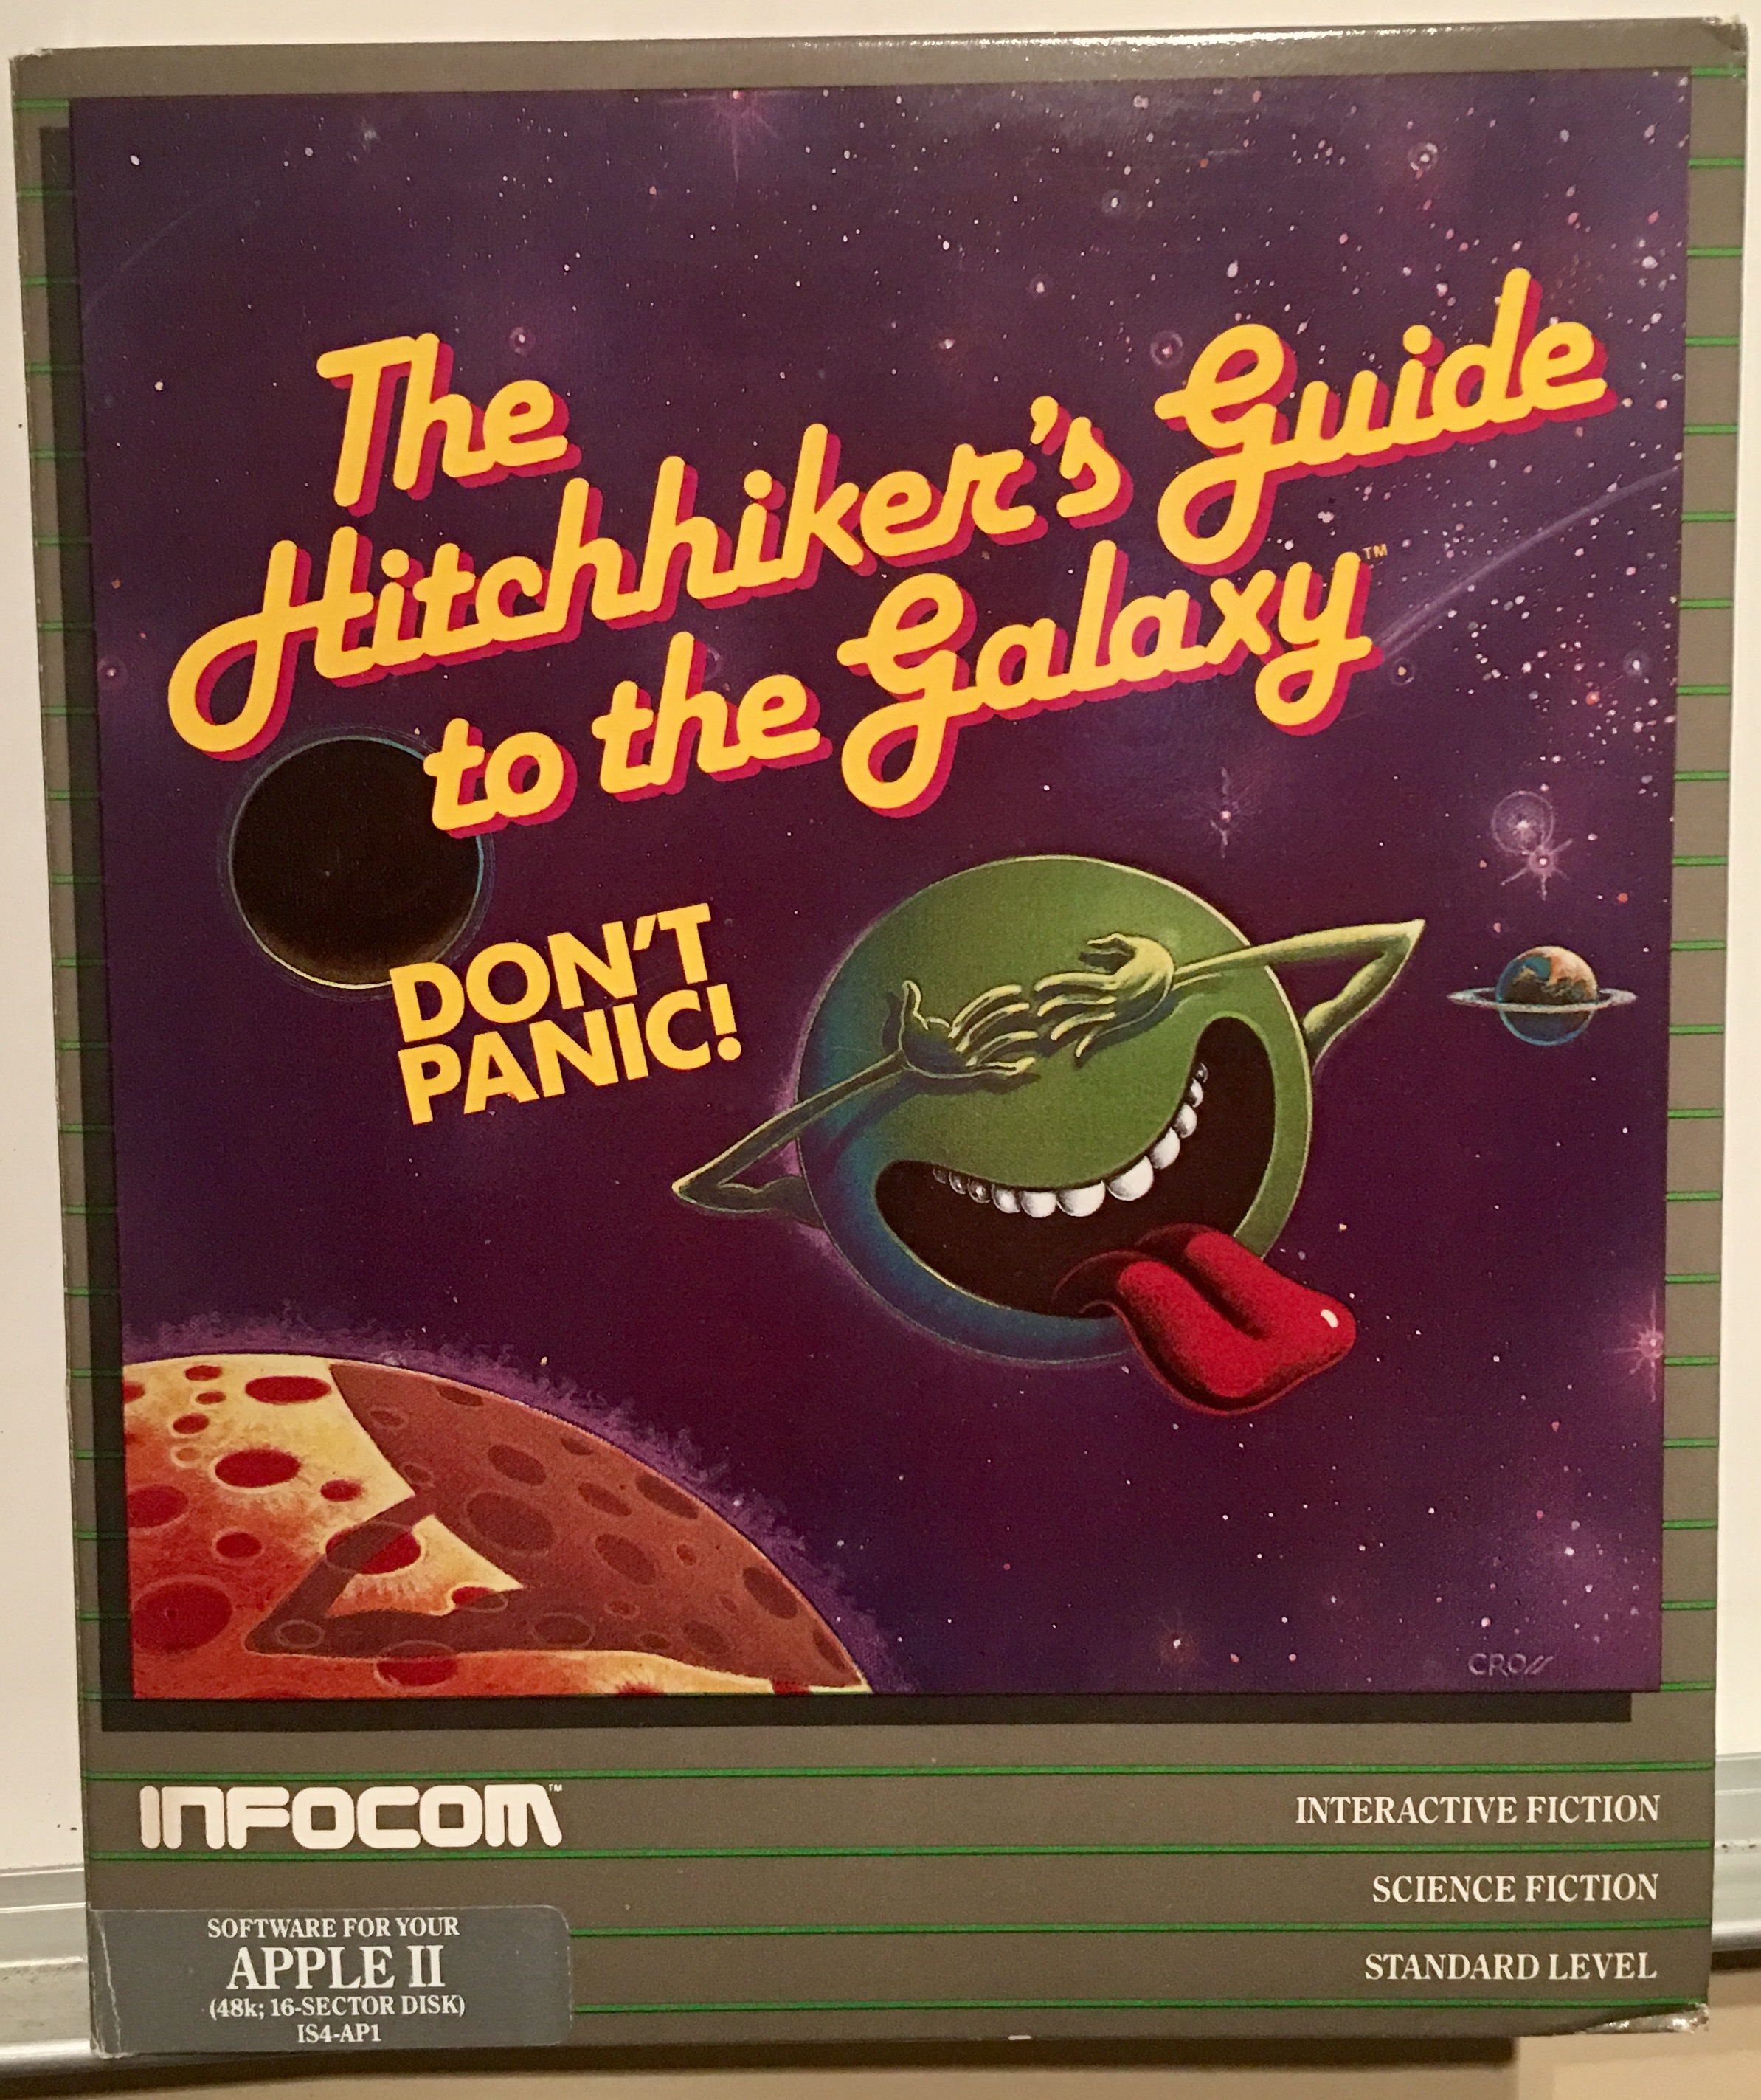 The
Hitchhiker's Guide
to the Galaxy™
DON'T
PANIC!
CROSS
INFOCOM™
INTERACTIVE FICTION
SCIENCE FICTION
STANDARD LEVEL
SOFTWARE FOR YOUR
APPLE II
(48k; 16-SECTOR DISK)
IS4-AP1